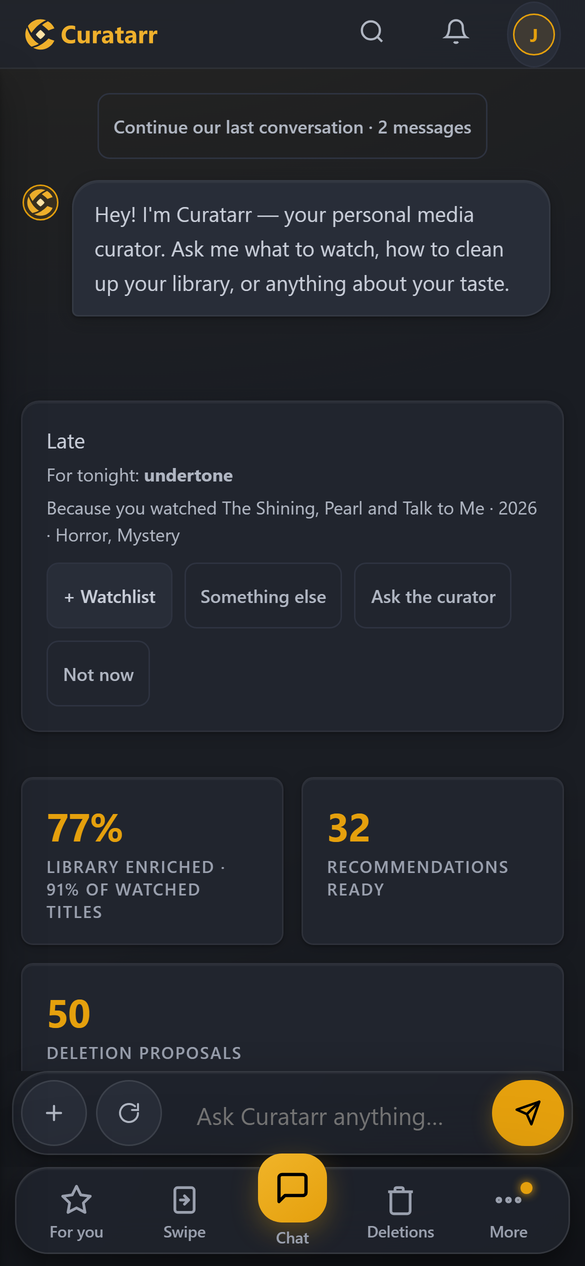 Curatarr
J
Continue our last conversation · 2 messages
Hey! I'm Curatarr — your personal media
curator. Ask me what to watch, how to clean
up your library, or anything about your taste.
Late
For tonight: undertone
Because you watched The Shining, Pearl and Talk to Me · 2026
· Horror, Mystery
+ Watchlist
Something else
Ask the curator
Not now
77%
LIBRARY ENRICHED ·
91% OF WATCHED
TITLES
32
RECOMMENDATIONS
READY
50
DELETION PROPOSALS
Ask Curatarr anything...
For you
Swipe
Chat
Deletions
More